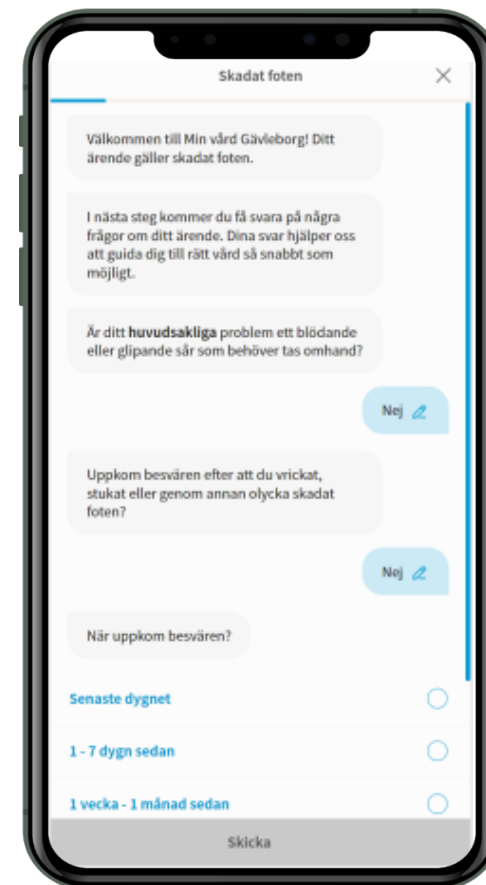 Skadat foten
Välkommen till Min vård Gävleborg! Ditt
ärende gäller skadat foten.
I nästa steg kommer du få svara på några
frågor om ditt ärende. Dina svar hjälper oss
att guida dig till rätt vård så snabbt som
möjligt.
Är ditt huvudsakliga problem ett blödande
eller glipande sår som behöver tas omhand?
Nej
Uppkom besvären efter att du vrickat,
stukat eller genom annan olycka skadat
foten?
Nej
När uppkom besvären?
Senaste dygnet
1 - 7 dygn sedan
1 vecka - 1 månad sedan
Skicka